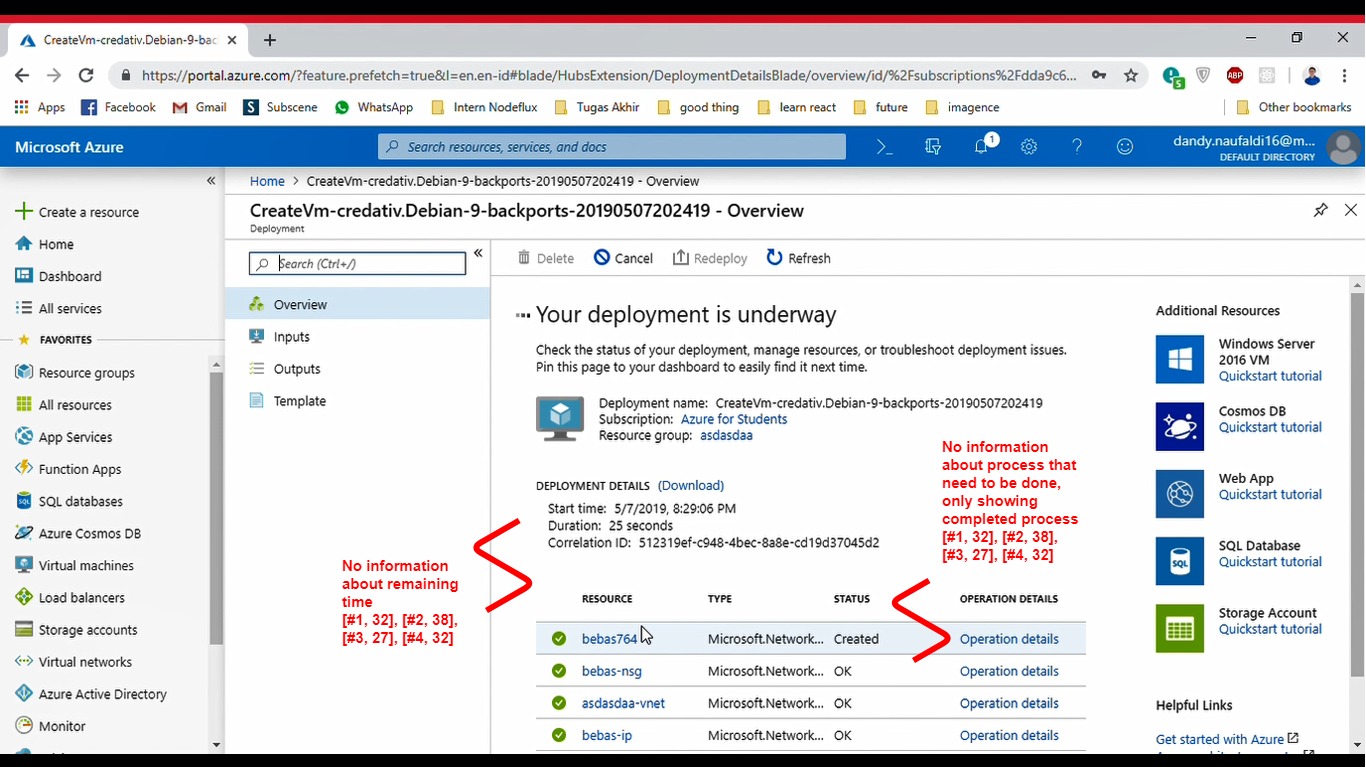 CreateVm-credativ.Debian-9-bac
https://portal.azure.com/?feature.prefetch=true&l=en.en-id#blade/HubsExtension/DeploymentDetailsBlade/overview/id/%2Fsubscriptions%2Fdda9c6...
5
ABP
Apps
Facebook
Gmail
Subscene
WhatsApp
Intern Nodeflux
Tugas Akhir
good thing
learn react
future
imagence
Other bookmarks
Microsoft Azure
Search resources, services, and docs
1
dandy.naufaldi16@m...
DEFAULT DIRECTORY
Create a resource
Home
Dashboard
All services
FAVORITES
Resource groups
All resources
App Services
Function Apps
SQL databases
Azure Cosmos DB
Virtual machines
Load balancers
Storage accounts
Virtual networks
Azure Active Directory
Monitor
Home > CreateVm-credativ.Debian-9-backports-20190507202419 - Overview
CreateVm-credativ.Debian-9-backports-20190507202419 - Overview
Deployment
Search (Ctrl+/)
Overview
Inputs
Outputs
Template
Delete
Cancel
Redeploy
Refresh
Your deployment is underway
Check the status of your deployment, manage resources, or troubleshoot deployment issues.
Pin this page to your dashboard to easily find it next time.
Deployment name: CreateVm-credativ.Debian-9-backports-20190507202419
Subscription: Azure for Students
Resource group: asdasdaa
DEPLOYMENT DETAILS (Download)
Start time: 5/7/2019, 8:29:06 PM
Duration: 25 seconds
Correlation ID: 512319ef-c948-4bec-8a8e-cd19d37045d2
No information
about remaining
time
[#1, 32], [#2, 38],
[#3, 27], [#4, 32]
No information
about process that
need to be done,
only showing
completed process
[#1, 32], [#2, 38],
[#3, 27], [#4, 32]
RESOURCE TYPE STATUS OPERATION DETAILS
bebas764 Microsoft.Network... Created Operation details
bebas-nsg Microsoft.Network... OK Operation details
asdasdaa-vnet Microsoft.Network... OK Operation details
bebas-ip Microsoft.Network... OK Operation details
Additional Resources
Windows Server
2016 VM
Quickstart tutorial
Cosmos DB
Quickstart tutorial
Web App
Quickstart tutorial
SQL
SQL Database
Quickstart tutorial
Storage Account
Quickstart tutorial
Helpful Links
Get started with Azure